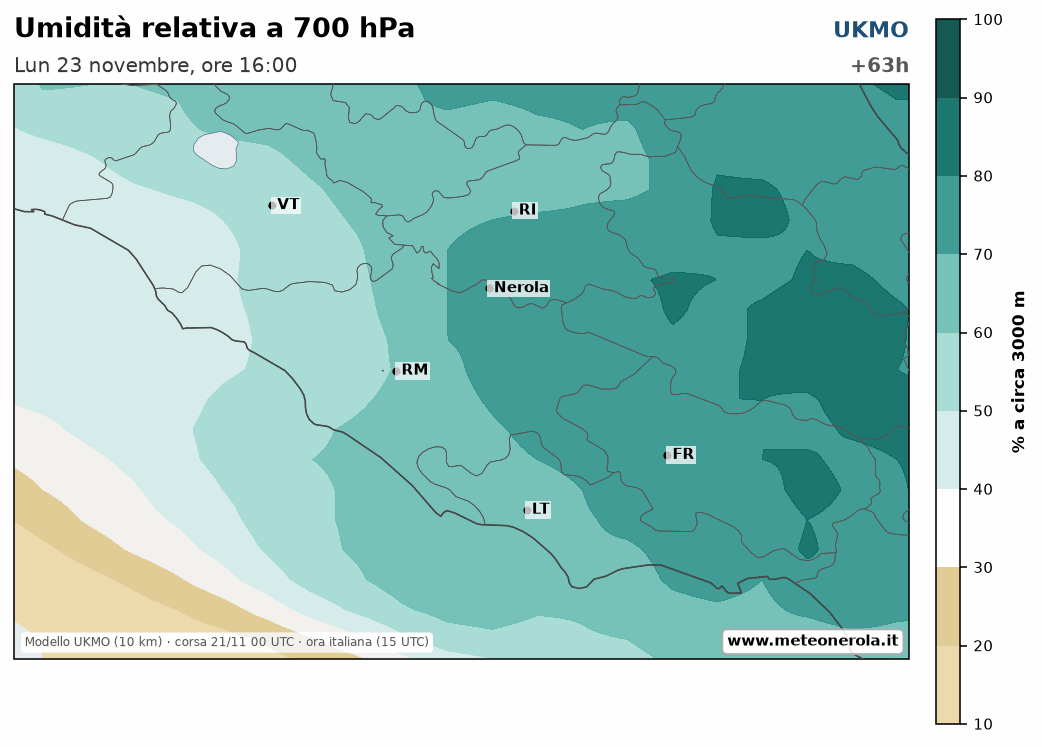 Umidità relativa a 700 hPa
UKMO
Lun 23 novembre, ore 16:00
+63h
VT
RI
Nerola
RM
FR
LT
Modello UKMO (10 km) · corsa 21/11 00 UTC · ora italiana (15 UTC)
www.meteonerola.it
100
90
80
70
60
50
40
30
20
10
% a circa 3000 m